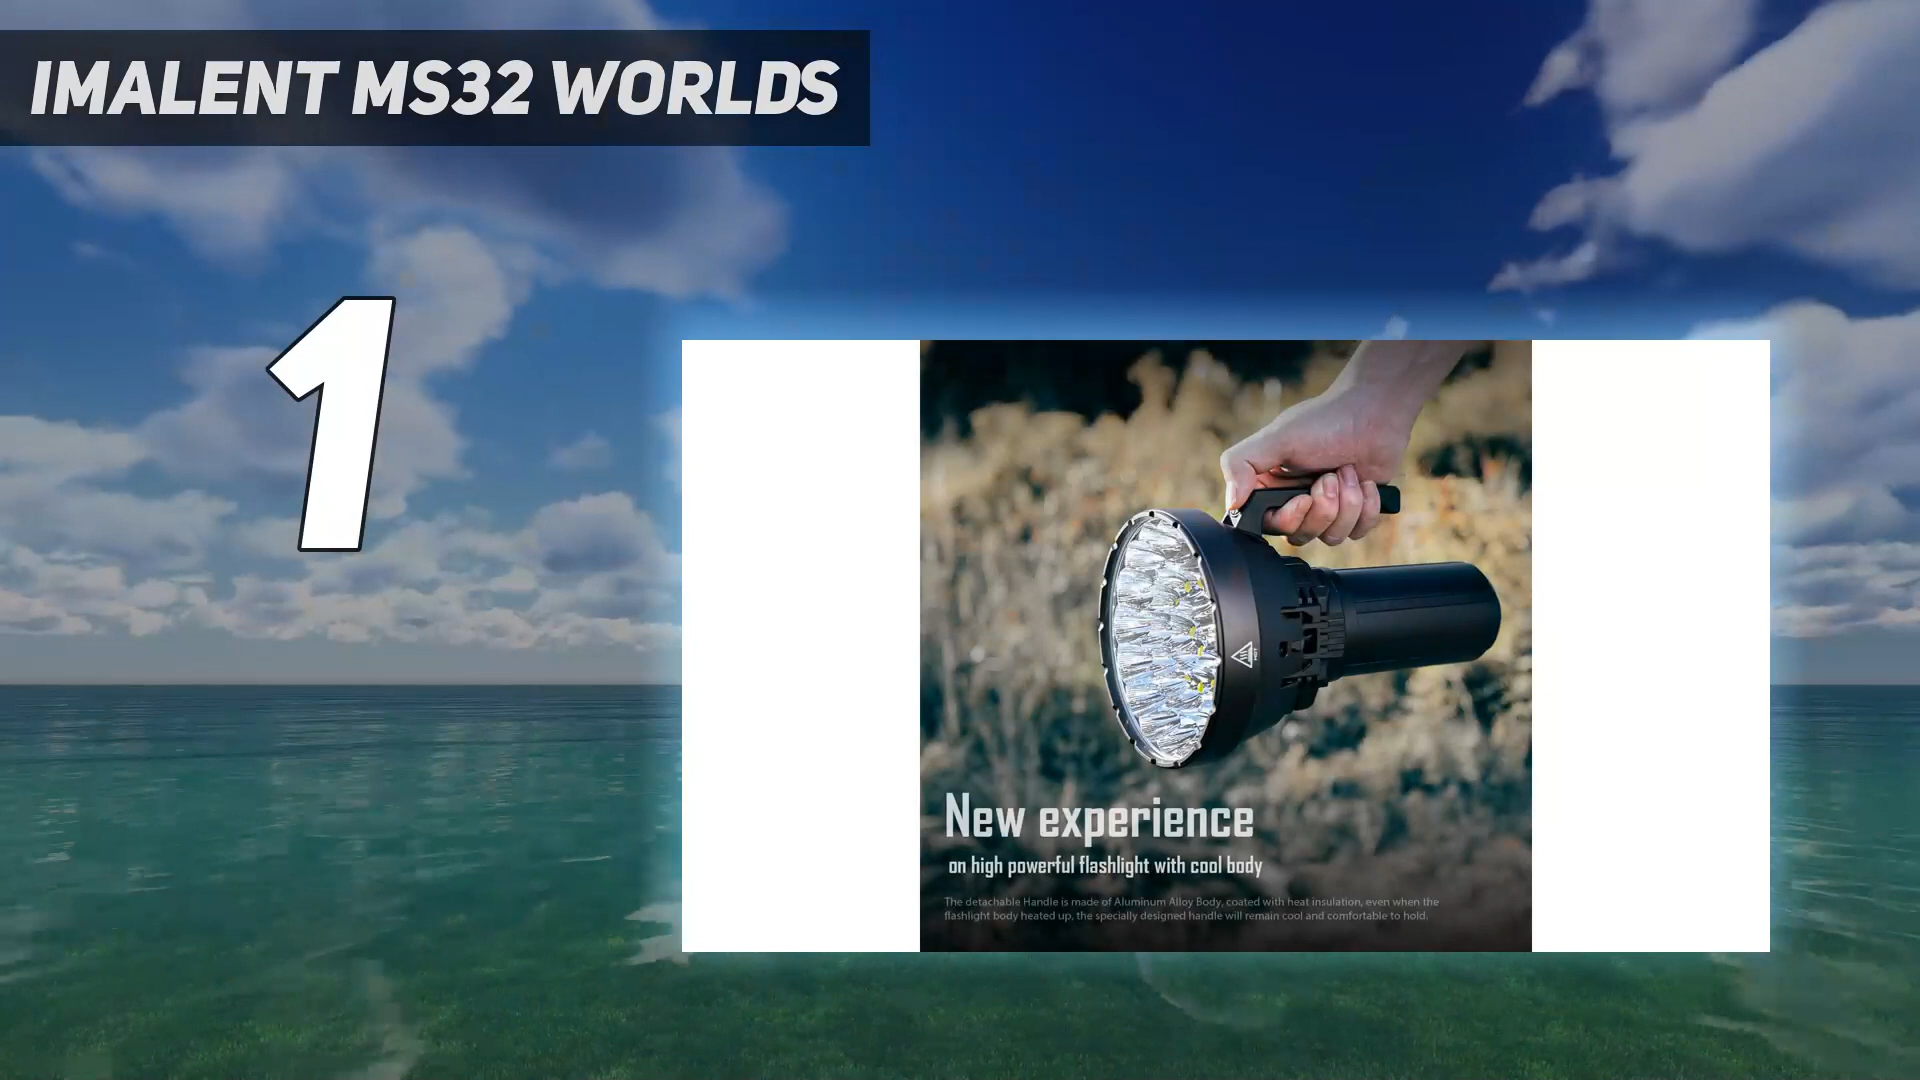 IMALENT MS32 WORLDS
1
New experience
on high powerful flashlight with cool body
The detachable Handle is made of Aluminum Alloy Body, coated with heat insulation, even when the
flashlight body heated up, the specially designed handle will remain cool and comfortable to hold.
HOT